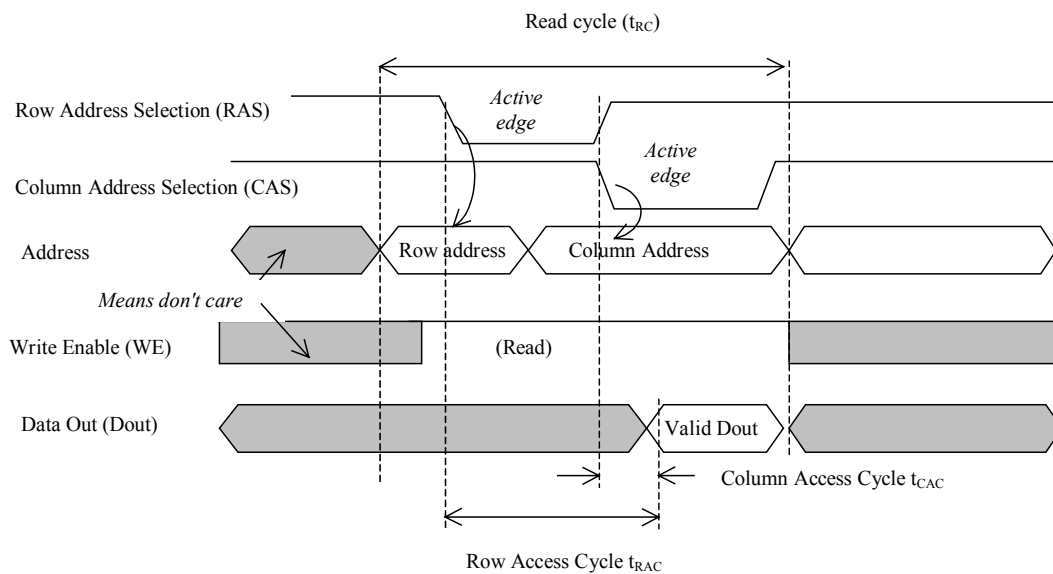 Read cycle (tRC)
Row Address Selection (RAS)
Active
edge
Active
edge
Column Address Selection (CAS)
Address
Row address
Column Address
Means don't care
Write Enable (WE)
(Read)
Data Out (Dout)
Valid Dout
Column Access Cycle tCAC
Row Access Cycle tRAC